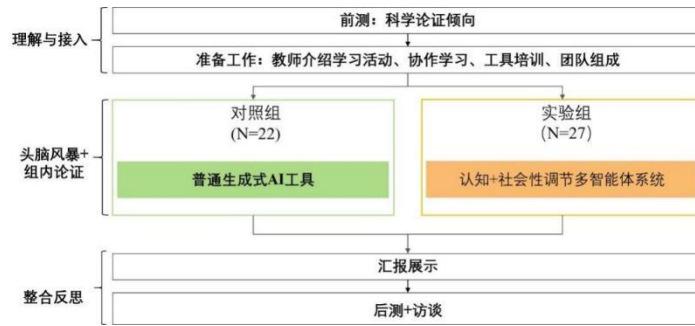 理解与接入
前测：科学论证倾向
准备工作：教师介绍学习活动、协作学习、工具培训、团队组成
头脑风暴+
组内论证
对照组
(N=22)
普通生成式AI工具
实验组
（N=27）
认知+社会性调节多智能体系统
整合反思
汇报展示
后测+访谈